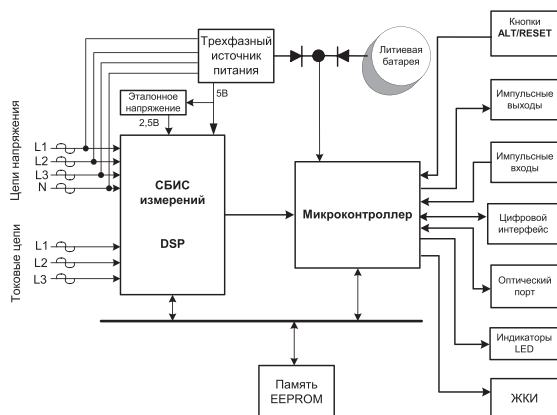 Трехфазный
источник
питания
Литиевая
батарея
Кнопки
ALT/RESET
Эталонное
напряжение
5В
2,5В
Импульсные
выходы
Цепи напряжения
L1
L2
L3
N
СБИС
измерений
DSP
Микроконтроллер
Импульсные
входы
Цифровой
интерфейс
Токовые цепи
L1
L2
L3
Оптический
порт
Индикаторы
LED
Память
EEPROM
ЖКИ